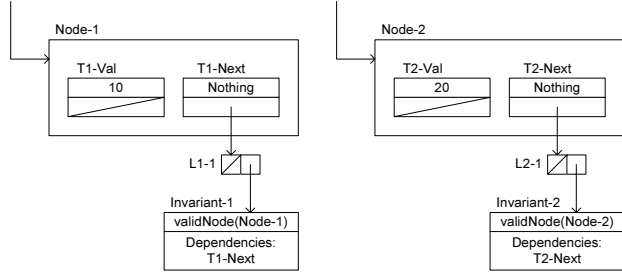 Node-1
T1-Val
T1-Next
10
Nothing
L1-1
Invariant-1
validNode(Node-1)
Dependencies:
T1-Next
Node-2
T2-Val
T2-Next
20
Nothing
L2-1
Invariant-2
validNode(Node-2)
Dependencies:
T2-Next